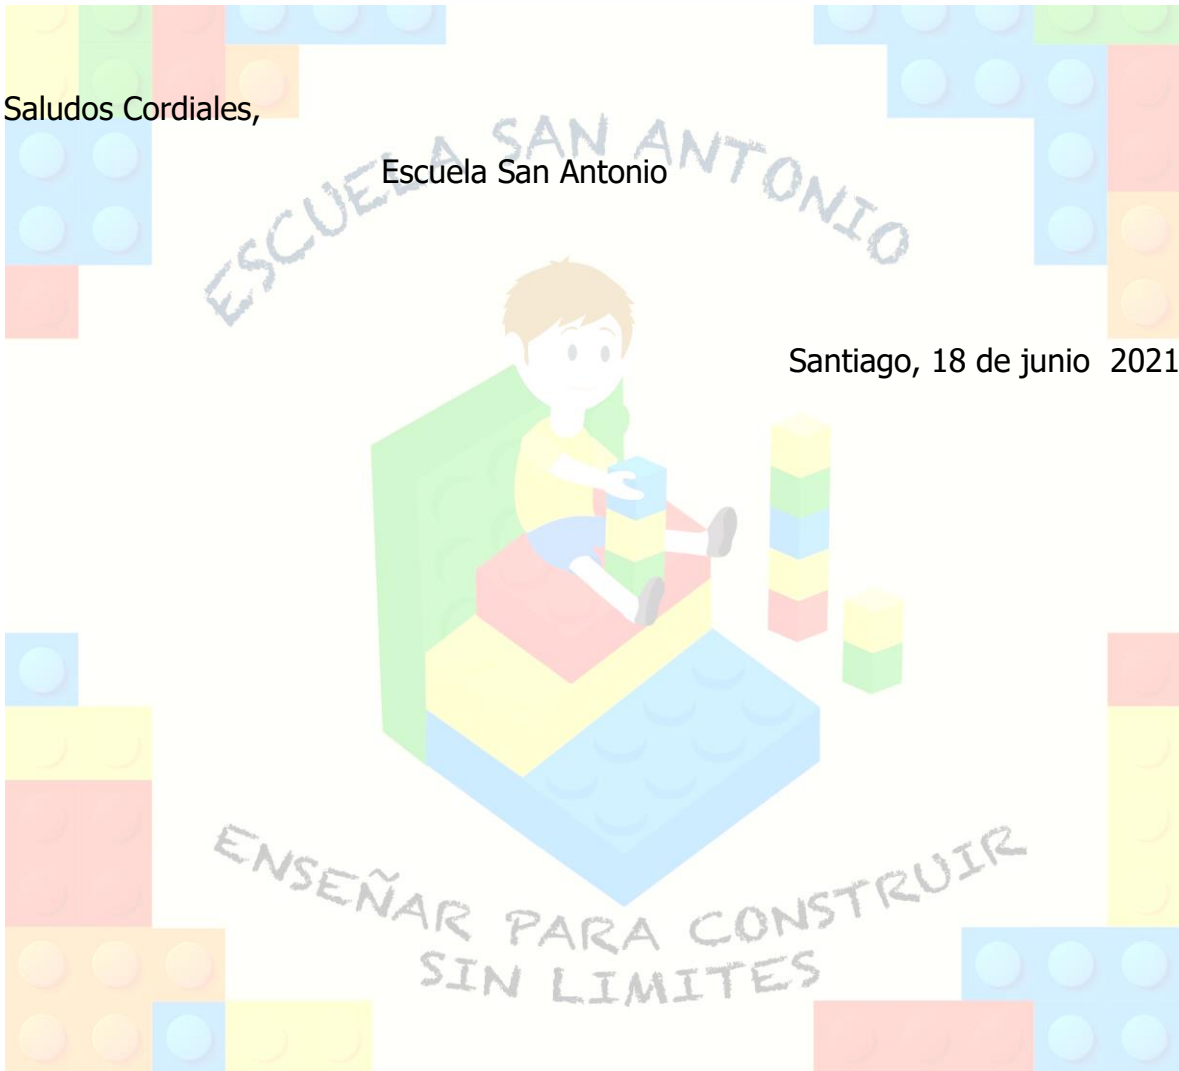 Saludos Cordiales,
ESCUELA SAN ANTONIO
Escuela San Antonio
Santiago, 18 de junio  2021
ENSEÑAR PARA CONSTRUIR
SIN LIMITES